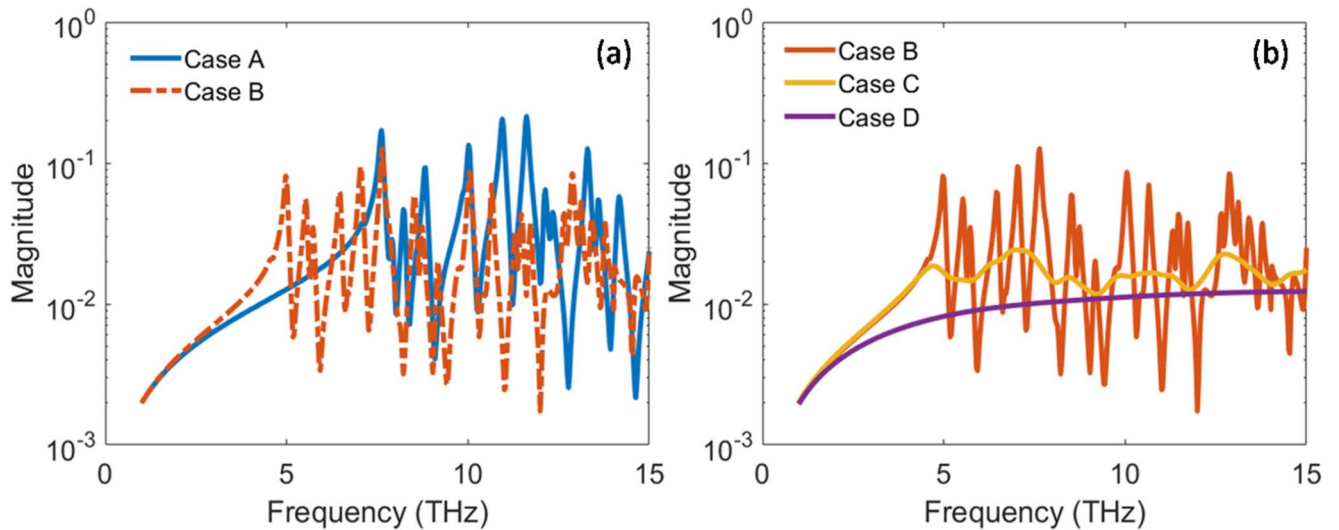 (a)
Case A
Case B
10^0
10^-1
10^-2
10^-3
Magnitude
0 5 10 15
Frequency (THz)
(b)
Case B
Case C
Case D
10^0
10^-1
10^-2
10^-3
Magnitude
0 5 10 15
Frequency (THz)